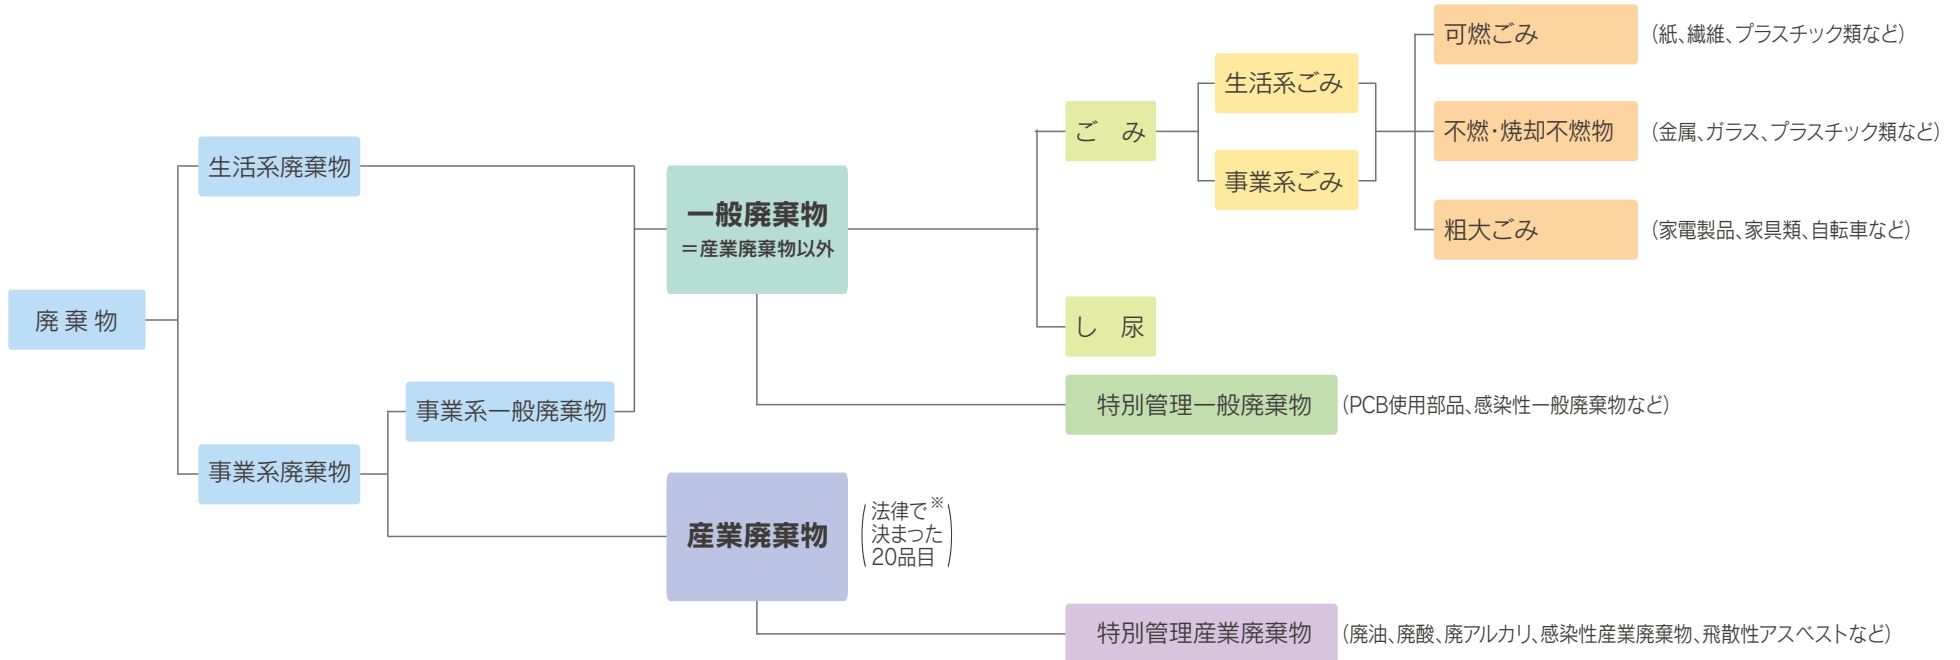 廃棄物
生活系廃棄物
事業系廃棄物
事業系一般廃棄物
一般廃棄物
＝産業廃棄物以外
産業廃棄物
(法律で※
決まった
20品目)
ごみ
し尿
生活系ごみ
事業系ごみ
可燃ごみ
(紙、繊維、プラスチック類など)
不燃・焼却不燃物
(金属、ガラス、プラスチック類など)
粗大ごみ
(家電製品、家具類、自転車など)
特別管理一般廃棄物
(PCB使用部品、感染性一般廃棄物など)
特別管理産業廃棄物
(廃油、廃酸、廃アルカリ、感染性産業廃棄物、飛散性アスベストなど)